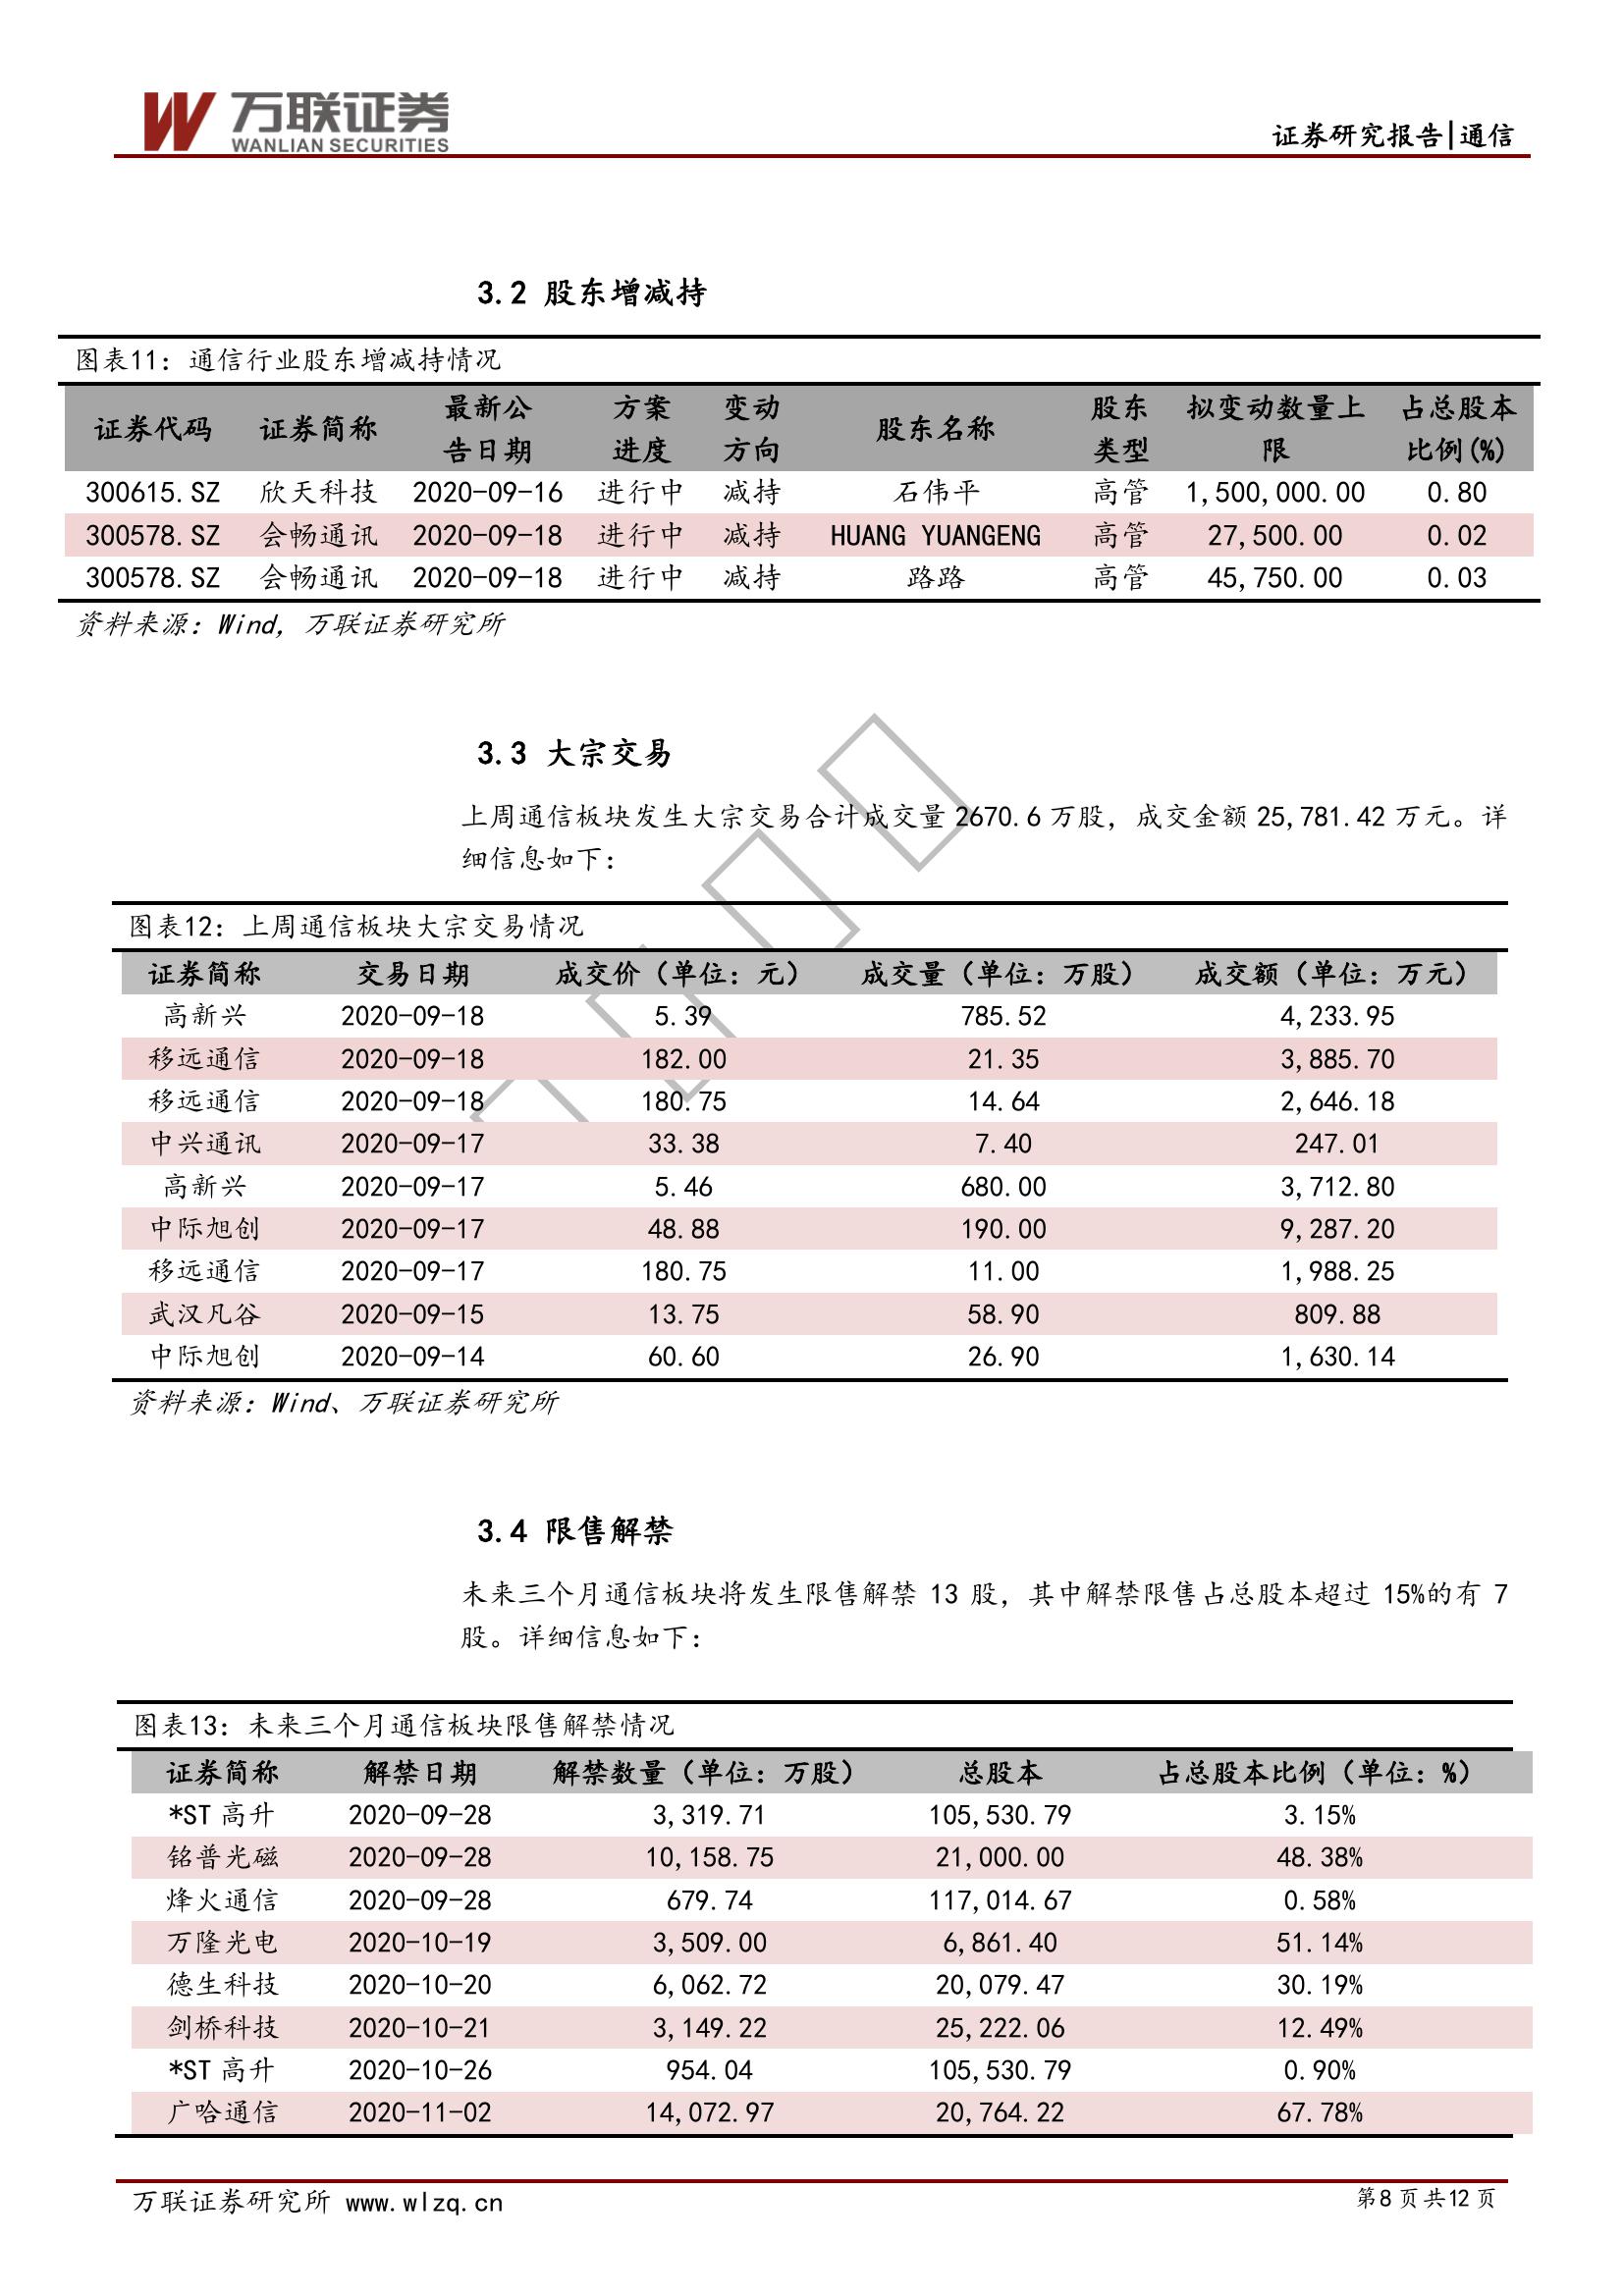 万联证券
WANLIAN SECURITIES
证券研究报告|通信
3.2 股东增减持
图表11：通信行业股东增减持情况
证券代码 证券简称 最新公告日期 方案进度 变动方向 股东名称 股东类型 拟变动数量上限 占总股本比例(%)
300615.SZ 欣天科技 2020-09-16 进行中 减持 石伟平 高管 1,500,000.00 0.80
300578.SZ 会畅通讯 2020-09-18 进行中 减持 HUANG YUANGENG 高管 27,500.00 0.02
300578.SZ 会畅通讯 2020-09-18 进行中 减持 路路 高管 45,750.00 0.03
资料来源：Wind，万联证券研究所
3.3 大宗交易
上周通信板块发生大宗交易合计成交量 2670.6 万股，成交金额 25,781.42 万元。详
细信息如下：
图表12：上周通信板块大宗交易情况
证券简称 交易日期 成交价（单位：元） 成交量（单位：万股） 成交额（单位：万元）
高新兴 2020-09-18 5.39 785.52 4,233.95
移远通信 2020-09-18 182.00 21.35 3,885.70
移远通信 2020-09-18 180.75 14.64 2,646.18
中兴通讯 2020-09-17 33.38 7.40 247.01
高新兴 2020-09-17 5.46 680.00 3,712.80
中际旭创 2020-09-17 48.88 190.00 9,287.20
移远通信 2020-09-17 180.75 11.00 1,988.25
武汉凡谷 2020-09-15 13.75 58.90 809.88
中际旭创 2020-09-14 60.60 26.90 1,630.14
资料来源：Wind、万联证券研究所
3.4 限售解禁
未来三个月通信板块将发生限售解禁 13 股，其中解禁限售占总股本超过 15%的有 7
股。详细信息如下：
图表13：未来三个月通信板块限售解禁情况
证券简称 解禁日期 解禁数量（单位：万股） 总股本 占总股本比例（单位：%）
*ST 高升 2020-09-28 3,319.71 105,530.79 3.15%
铭普光磁 2020-09-28 10,158.75 21,000.00 48.38%
烽火通信 2020-09-28 679.74 117,014.67 0.58%
万隆光电 2020-10-19 3,509.00 6,861.40 51.14%
德生科技 2020-10-20 6,062.72 20,079.47 30.19%
剑桥科技 2020-10-21 3,149.22 25,222.06 12.49%
*ST 高升 2020-10-26 954.04 105,530.79 0.90%
广哈通信 2020-11-02 14,072.97 20,764.22 67.78%
万联证券研究所 www.wlzq.cn 第8页共12页